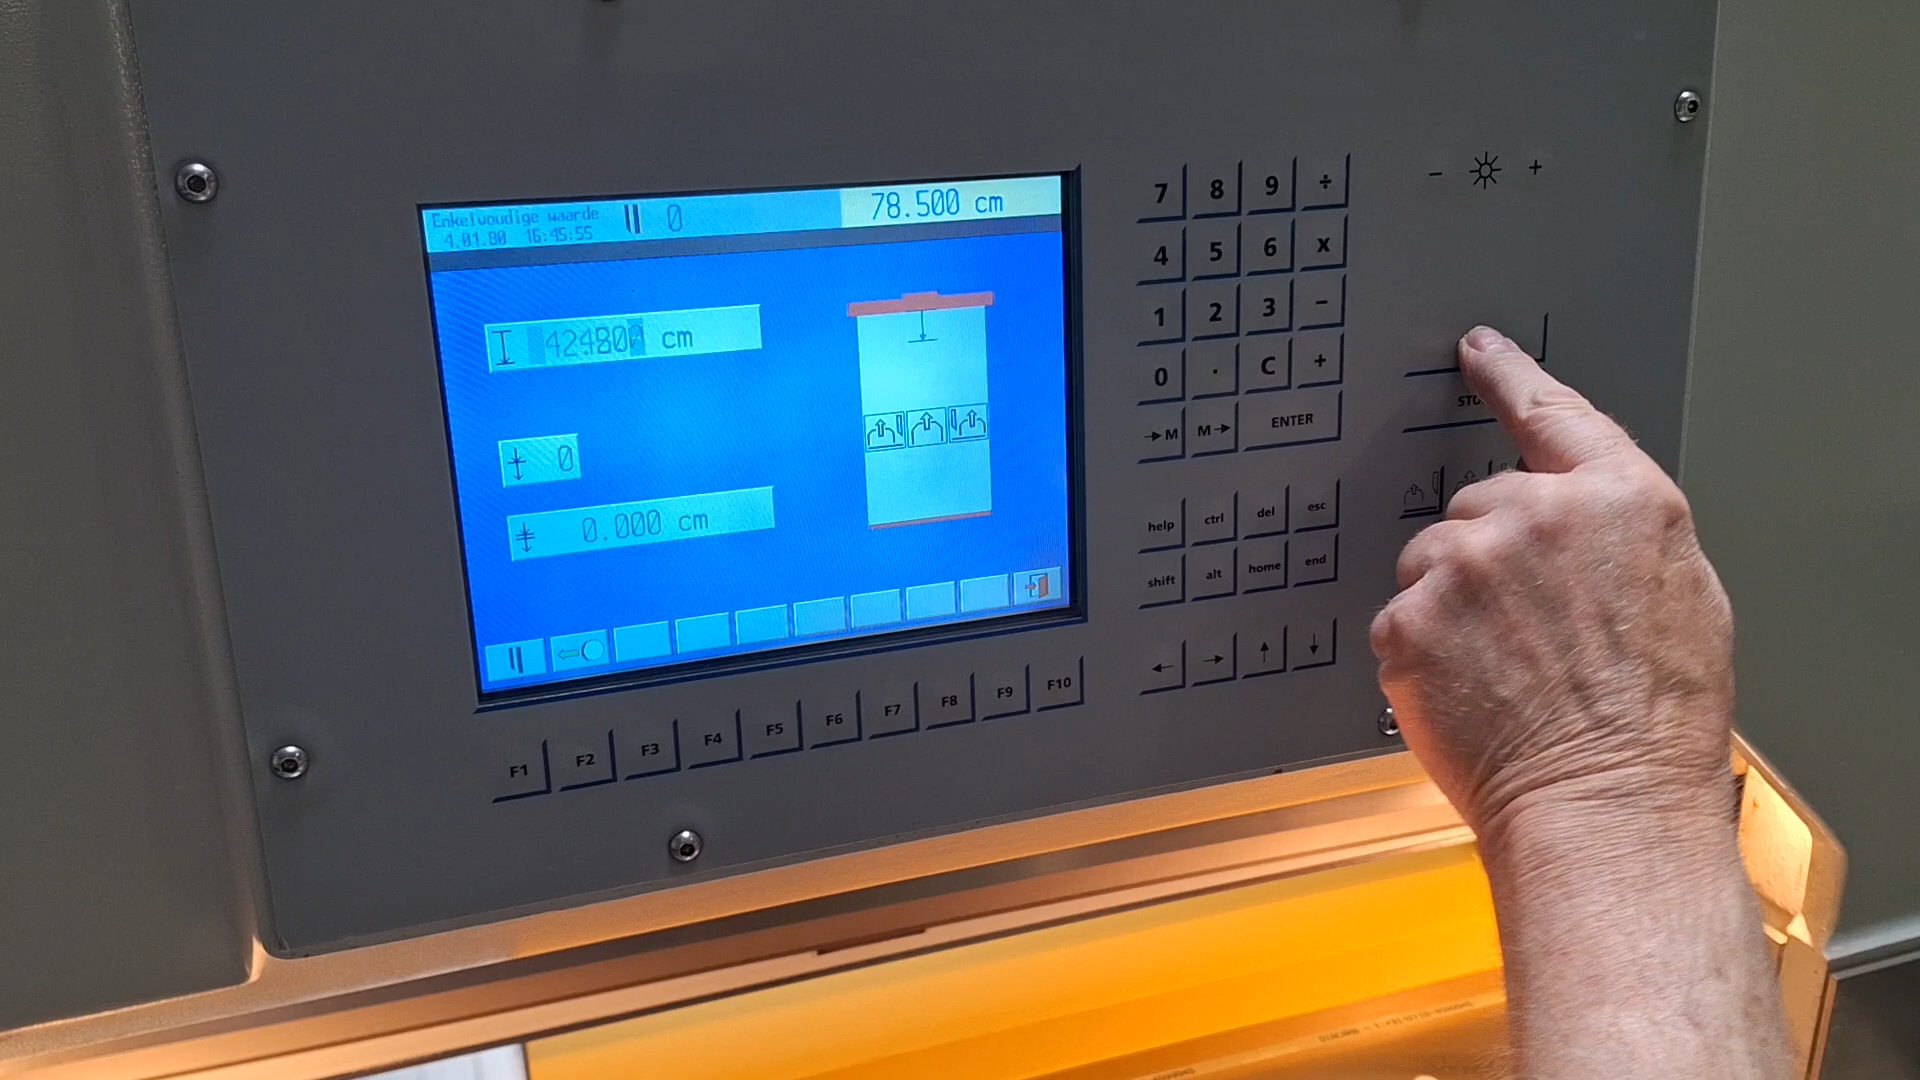 Enkelvoudige waarde
4.01.80 16:45:55
0
78.500 cm
cm
0
0.000 cm
7 8 9 ÷
4 5 6 x
1 2 3 −
0 . C +
→M M→ ENTER
help ctrl del esc
shift alt home end
← → ↑ ↓
F1 F2 F3 F4 F5 F6 F7 F8 F9 F10
− +